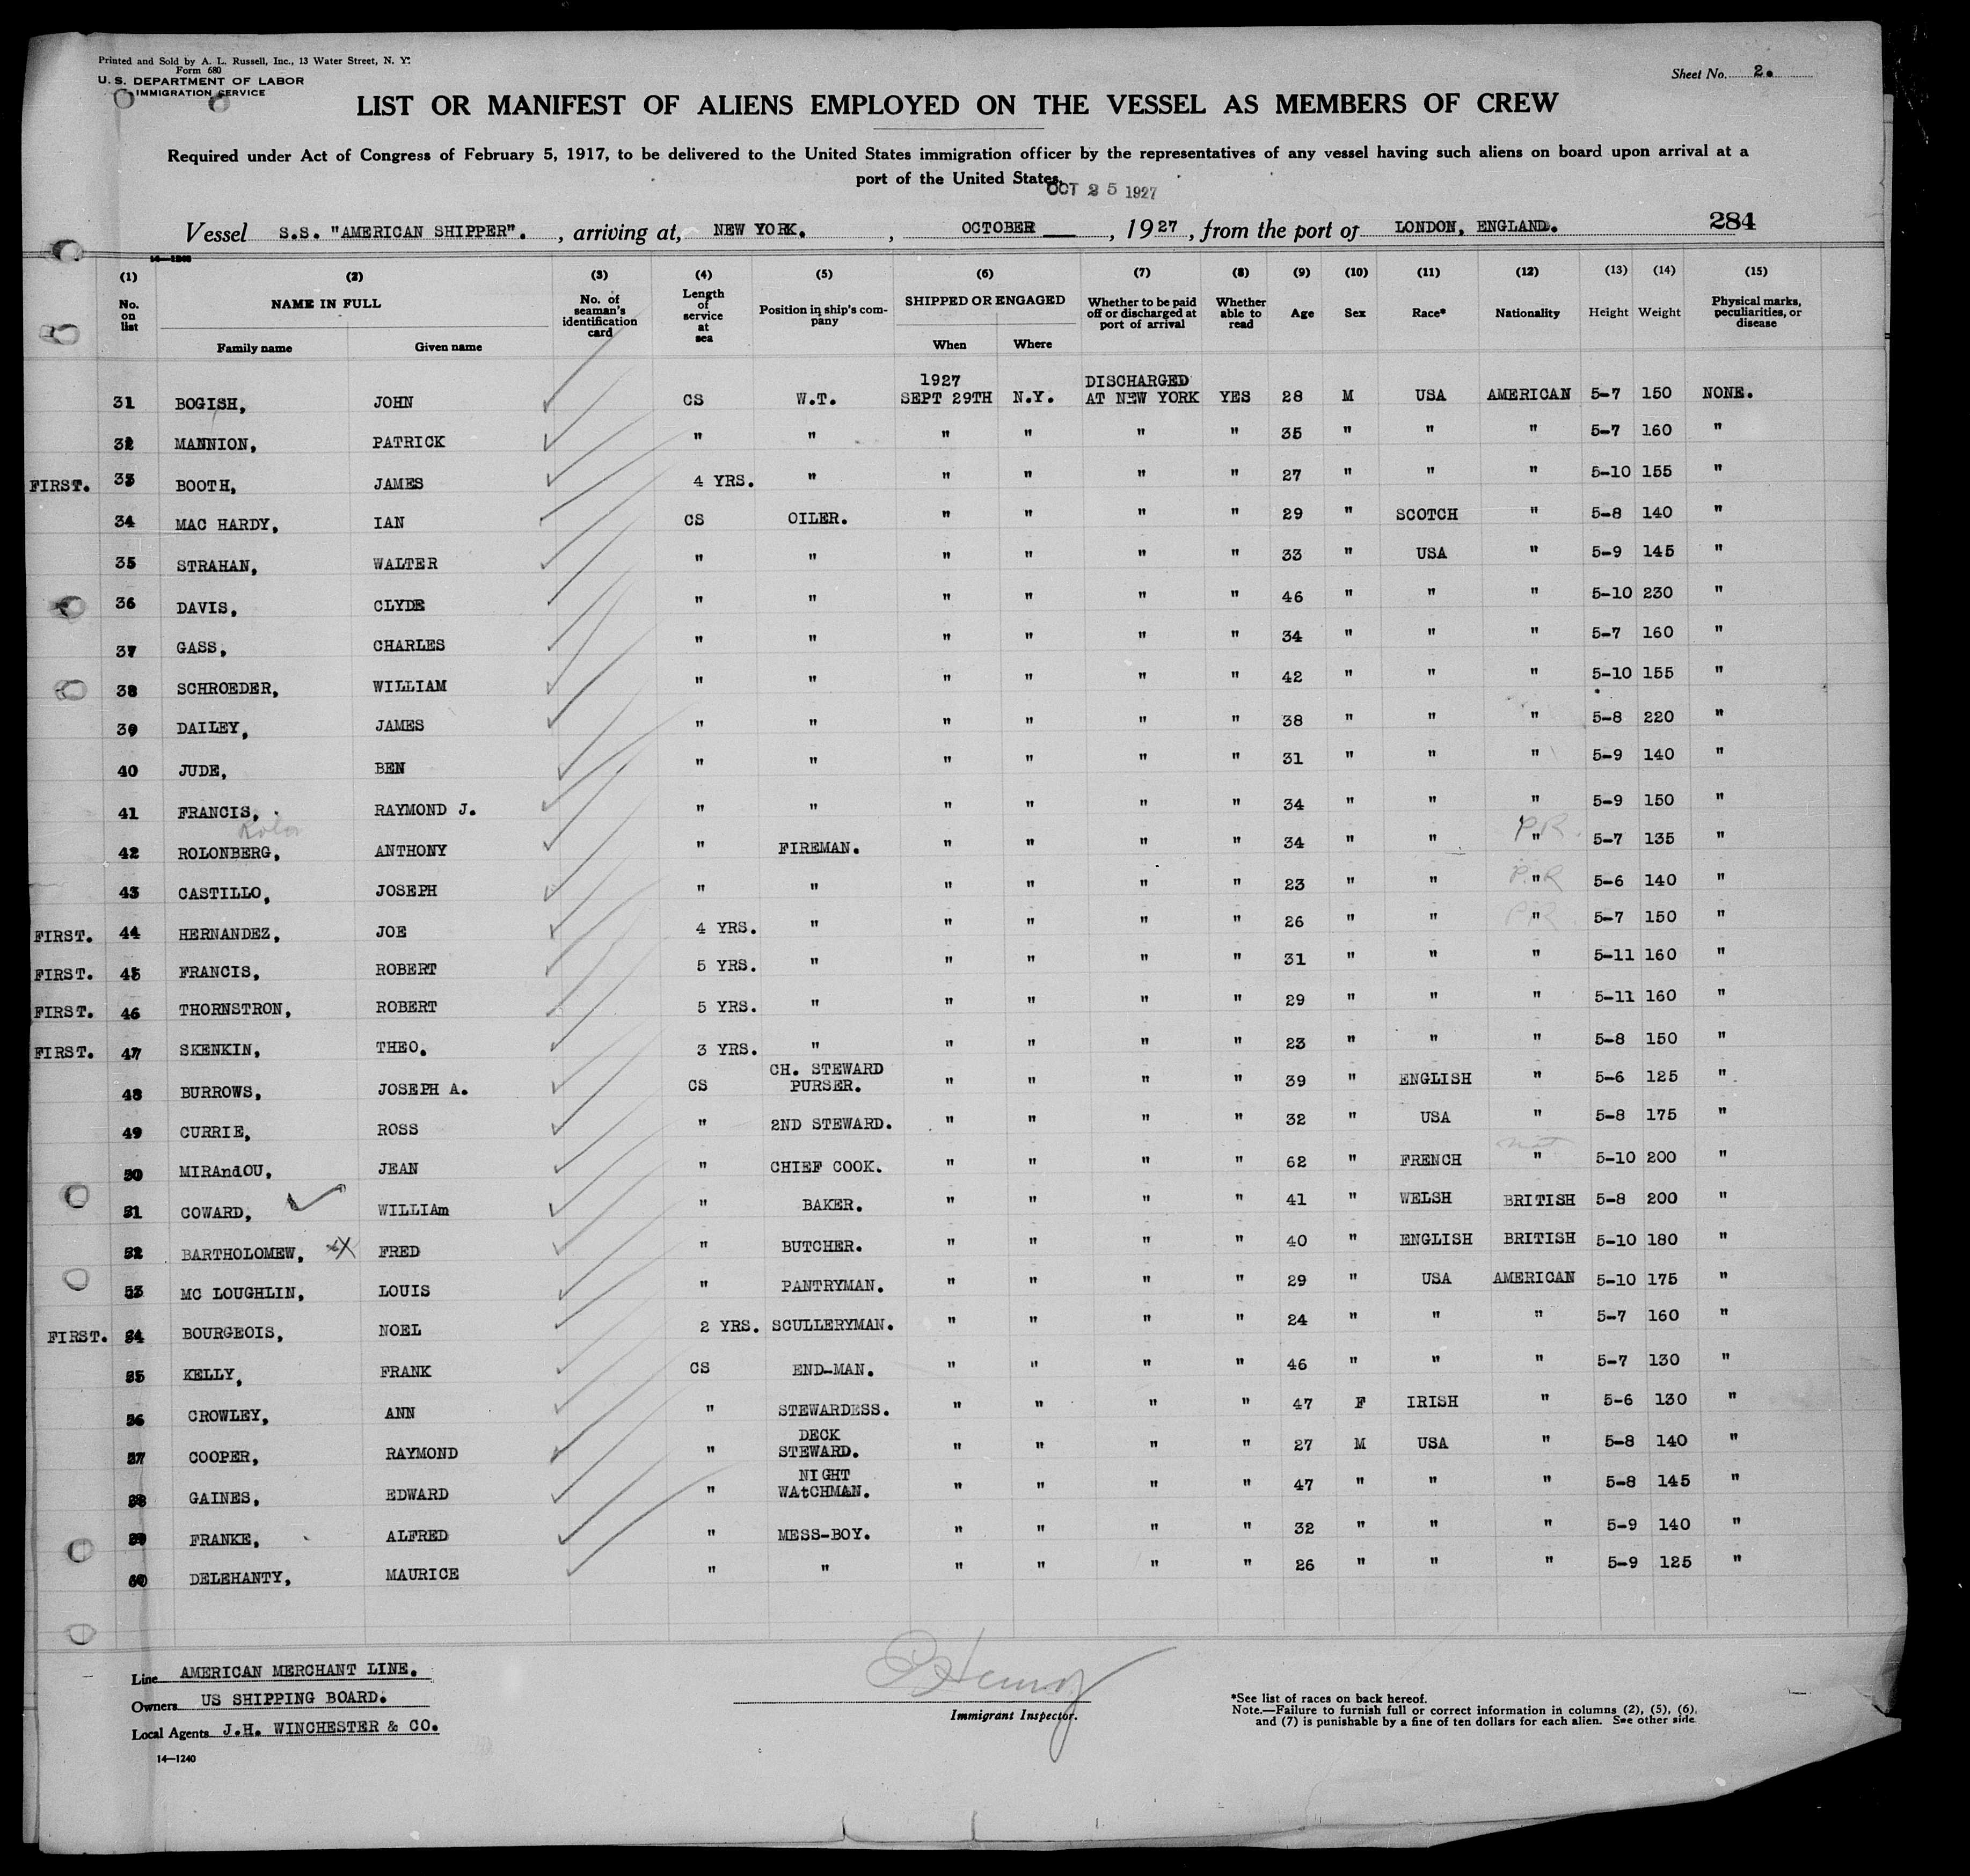 Printed and Sold by A. L. Russell, Inc., 13 Water Street, N. Y.
Form 680
U. S. DEPARTMENT OF LABOR
IMMIGRATION SERVICE
Sheet No. 2.
LIST OR MANIFEST OF ALIENS EMPLOYED ON THE VESSEL AS MEMBERS OF CREW
Required under Act of Congress of February 5, 1917, to be delivered to the United States immigration officer by the representatives of any vessel having such aliens on board upon arrival at a
port of the United States.
OCT 25 1927
Vessel S.S. "AMERICAN SHIPPER". , arriving at, NEW YORK. , OCTOBER , 1927 , from the port of LONDON, ENGLAND. 284
14—1240
(1) (2) (3) (4) (5) (6) (7) (8) (9) (10) (11) (12) (13) (14) (15)
No. on list NAME IN FULL Family name Given name No. of seaman's identification card Length of service at sea Position in ship's company SHIPPED OR ENGAGED When Where Whether to be paid off or discharged at port of arrival Whether able to read Age Sex Race* Nationality Height Weight Physical marks, peculiarities, or disease
31 BOGISH, JOHN CS W.T. 1927 SEPT 29TH N.Y. DISCHARGED AT NEW YORK YES 28 M USA AMERICAN 5-7 150 NONE.
32 MANNION, PATRICK " " " " " " 35 " " " 5-7 160 "
FIRST. 33 BOOTH, JAMES 4 YRS. " " " " " 27 " " " 5-10 155 "
34 MAC HARDY, IAN CS OILER. " " " " 29 " SCOTCH " 5-8 140 "
35 STRAHAN, WALTER " " " " " " 33 " USA " 5-9 145 "
36 DAVIS, CLYDE " " " " " " 46 " " " 5-10 230 "
37 GASS, CHARLES " " " " " " 34 " " " 5-7 160 "
38 SCHROEDER, WILLIAM " " " " " " 42 " " " 5-10 155 "
39 DAILEY, JAMES " " " " " " 38 " " " 5-8 220 "
40 JUDE, BEN " " " " " " 31 " " " 5-9 140 "
41 FRANCIS, RAYMOND J. " " " " " " 34 " " " 5-9 150 "
Rolon
42 ROLONBERG, ANTHONY " FIREMAN. " " " " 34 " " " P.R. 5-7 135 "
43 CASTILLO, JOSEPH " " " " " " 23 " " " P.R 5-6 140 "
FIRST. 44 HERNANDEZ, JOE 4 YRS. " " " " " 26 " " " P.R. 5-7 150 "
FIRST. 45 FRANCIS, ROBERT 5 YRS. " " " " " 31 " " " 5-11 160 "
FIRST. 46 THORNSTRON, ROBERT 5 YRS. " " " " " 29 " " " 5-11 160 "
FIRST. 47 SKENKIN, THEO. 3 YRS. " " " " " 23 " " " 5-8 150 "
48 BURROWS, JOSEPH A. CS CH. STEWARD PURSER. " " " " 39 " ENGLISH " 5-6 125 "
49 CURRIE, ROSS " 2ND STEWARD. " " " " 32 " USA " 5-8 175 "
nat
50 MIRAndOU, JEAN " CHIEF COOK. " " " " 62 " FRENCH " 5-10 200 "
51 COWARD, WILLIAm " BAKER. " " " " 41 " WELSH BRITISH 5-8 200 "
52 BARTHOLOMEW, X FRED " BUTCHER. " " " " 40 " ENGLISH BRITISH 5-10 180 "
53 MC LOUGHLIN, LOUIS " PANTRYMAN. " " " " 29 " USA AMERICAN 5-10 175 "
FIRST. 54 BOURGEOIS, NOEL 2 YRS. SCULLERYMAN. " " " " 24 " " " 5-7 160 "
55 KELLY, FRANK CS END-MAN. " " " " 46 " " " 5-7 130 "
56 CROWLEY, ANN " STEWARDESS. " " " " 47 F IRISH " 5-6 130 "
57 COOPER, RAYMOND " DECK STEWARD. " " " " 27 M USA " 5-8 140 "
58 GAINES, EDWARD " NIGHT WAtCHMAN. " " " " 47 " " " 5-8 145 "
59 FRANKE, ALFRED " MESS-BOY. " " " " 32 " " " 5-9 140 "
60 DELEHANTY, MAURICE " " " " " " 26 " " " 5-9 125 "
Line AMERICAN MERCHANT LINE.
Owners US SHIPPING BOARD.
Local Agents J.H. WINCHESTER & CO.
14—1240
Immigrant Inspector.
*See list of races on back hereof.
Note.—Failure to furnish full or correct information in columns (2), (5), (6),
and (7) is punishable by a fine of ten dollars for each alien. See other side